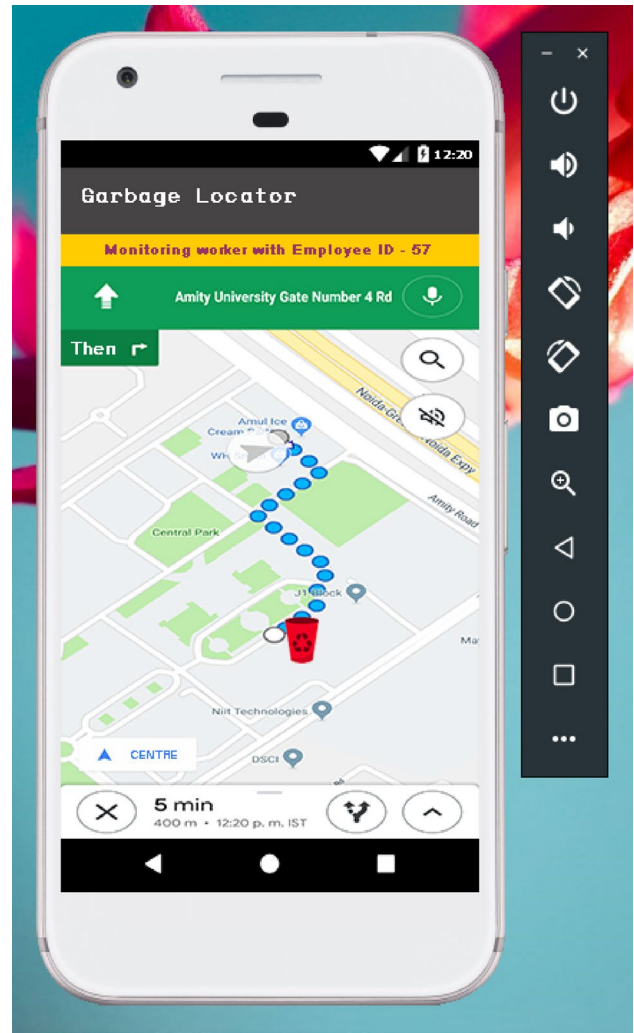 12:20
Garbage Locator
Monitoring worker with Employee ID - 57
Amity University Gate Number 4 Rd
Then
Amul Ice
Cream
Noida-Gr
Noida Expy
Amity Road
Central Park
J1 Block
Niit Technologies
CENTRE
DSCI
5 min
400 m • 12:20 p. m. IST